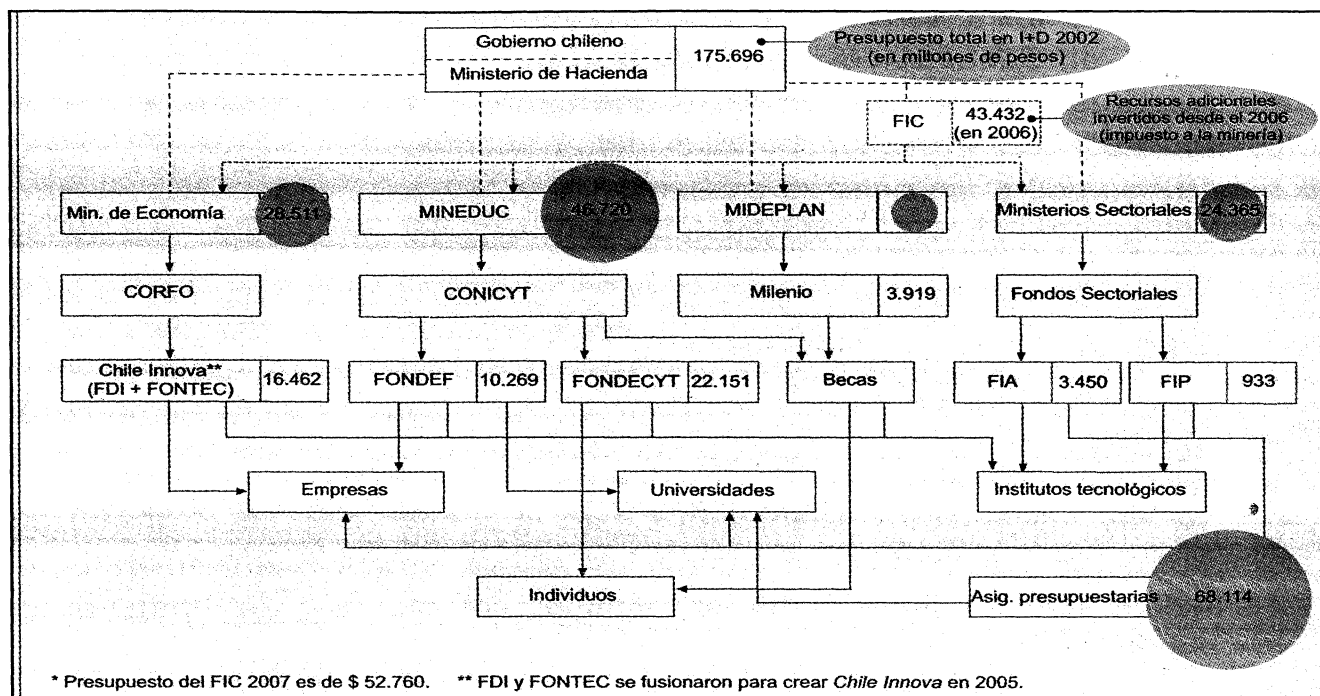 Gobierno chileno
Ministerio de Hacienda
175.696
Presupuesto total en I+D 2002
(en millones de pesos)
FIC
43.432
(en 2006)
Recursos adicionales
invertidos desde el 2006
(impuesto a la minería)
Min. de Economía
28.511
MINEDUC
46.720
MIDEPLAN
Ministerios Sectoriales
24.365
CORFO
CONICYT
Milenio
3.919
Fondos Sectoriales
Chile Innova**
(FDI + FONTEC)
16.462
FONDEF
10.269
FONDECYT
22.151
Becas
FIA
3.450
FIP
933
Empresas
Universidades
Institutos tecnológicos
Individuos
Asig. presupuestarias
68.114
* Presupuesto del FIC 2007 es de $ 52.760. ** FDI y FONTEC se fusionaron para crear Chile Innova en 2005.